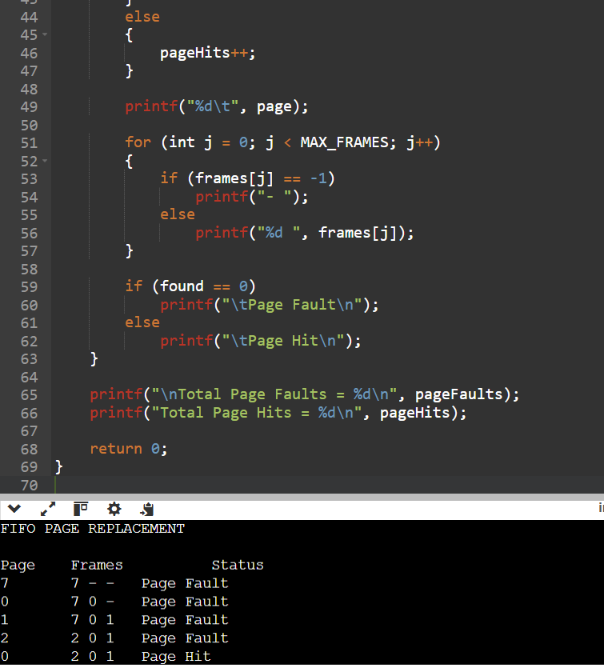 43 }
44 else
45 {
46 pageHits++;
47 }
48
49 printf("%d\t", page);
50
51 for (int j = 0; j < MAX_FRAMES; j++)
52 {
53 if (frames[j] == -1)
54 printf("- ");
55 else
56 printf("%d ", frames[j]);
57 }
58
59 if (found == 0)
60 printf("\tPage Fault\n");
61 else
62 printf("\tPage Hit\n");
63 }
64
65 printf("\nTotal Page Faults = %d\n", pageFaults);
66 printf("Total Page Hits = %d\n", pageHits);
67
68 return 0;
69 }
70
FIFO PAGE REPLACEMENT
Page Frames Status
7 7 - - Page Fault
0 7 0 - Page Fault
1 7 0 1 Page Fault
2 2 0 1 Page Fault
0 2 0 1 Page Hit